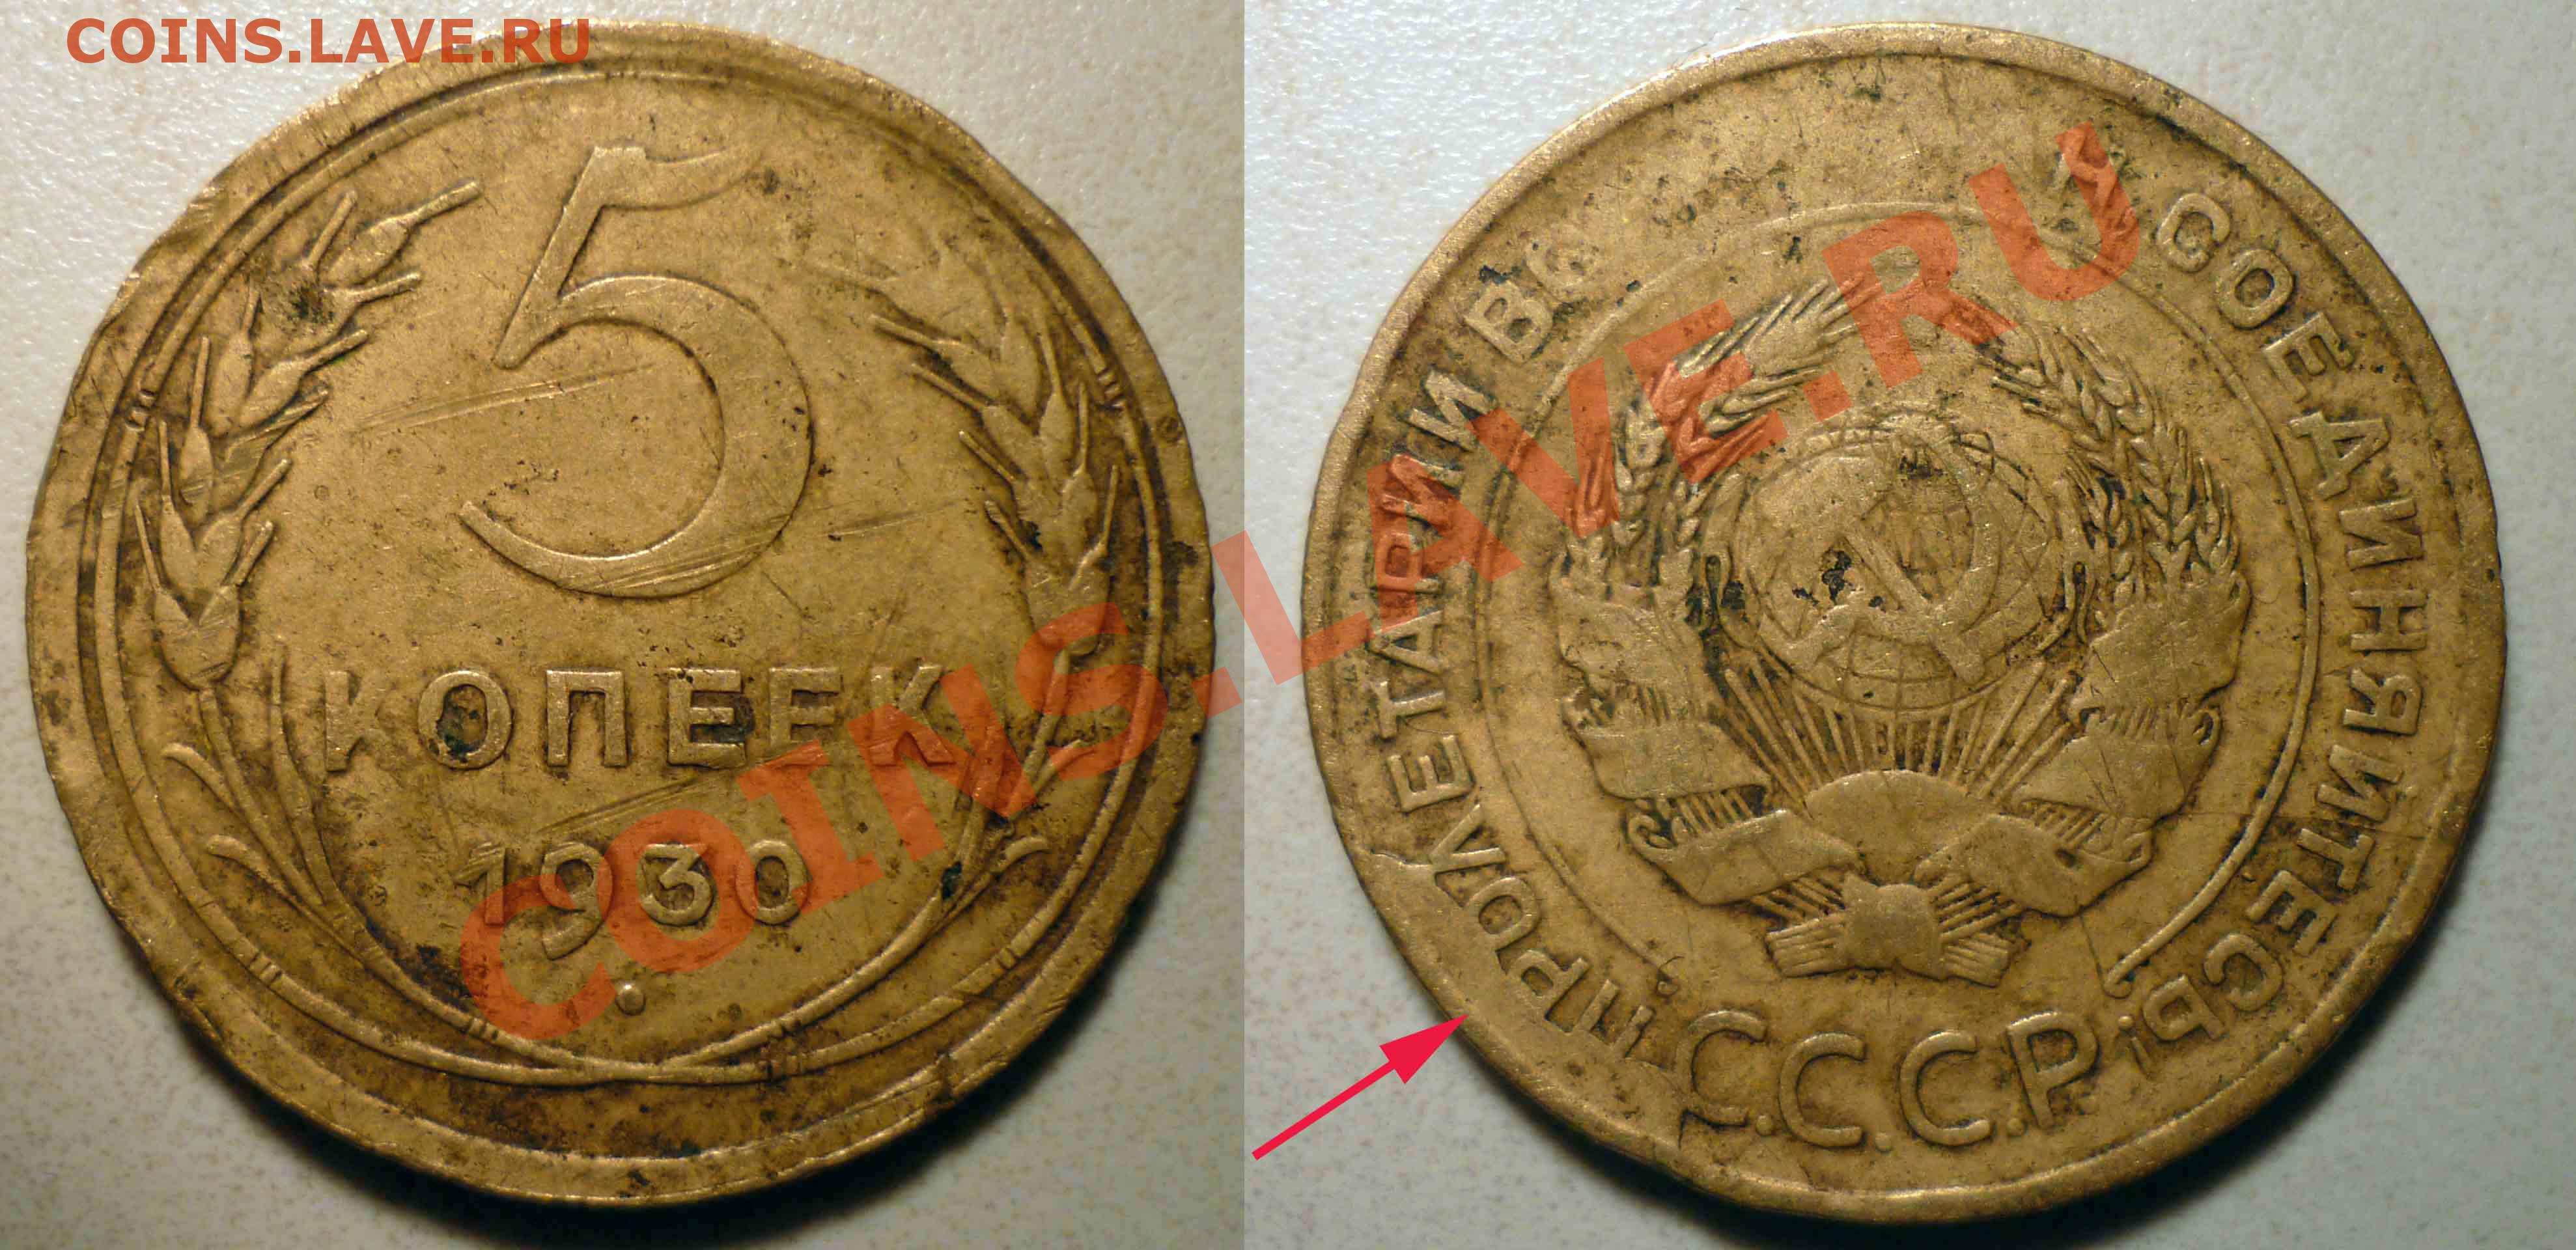 COINS.LAVE.RU
5
КОПЕЕК
1930
COINS.LAVE.RU
ПРОЛЕТАРИИ ВС
СОЕДИНЯЙТЕСЬ!
С.С.С.Р.